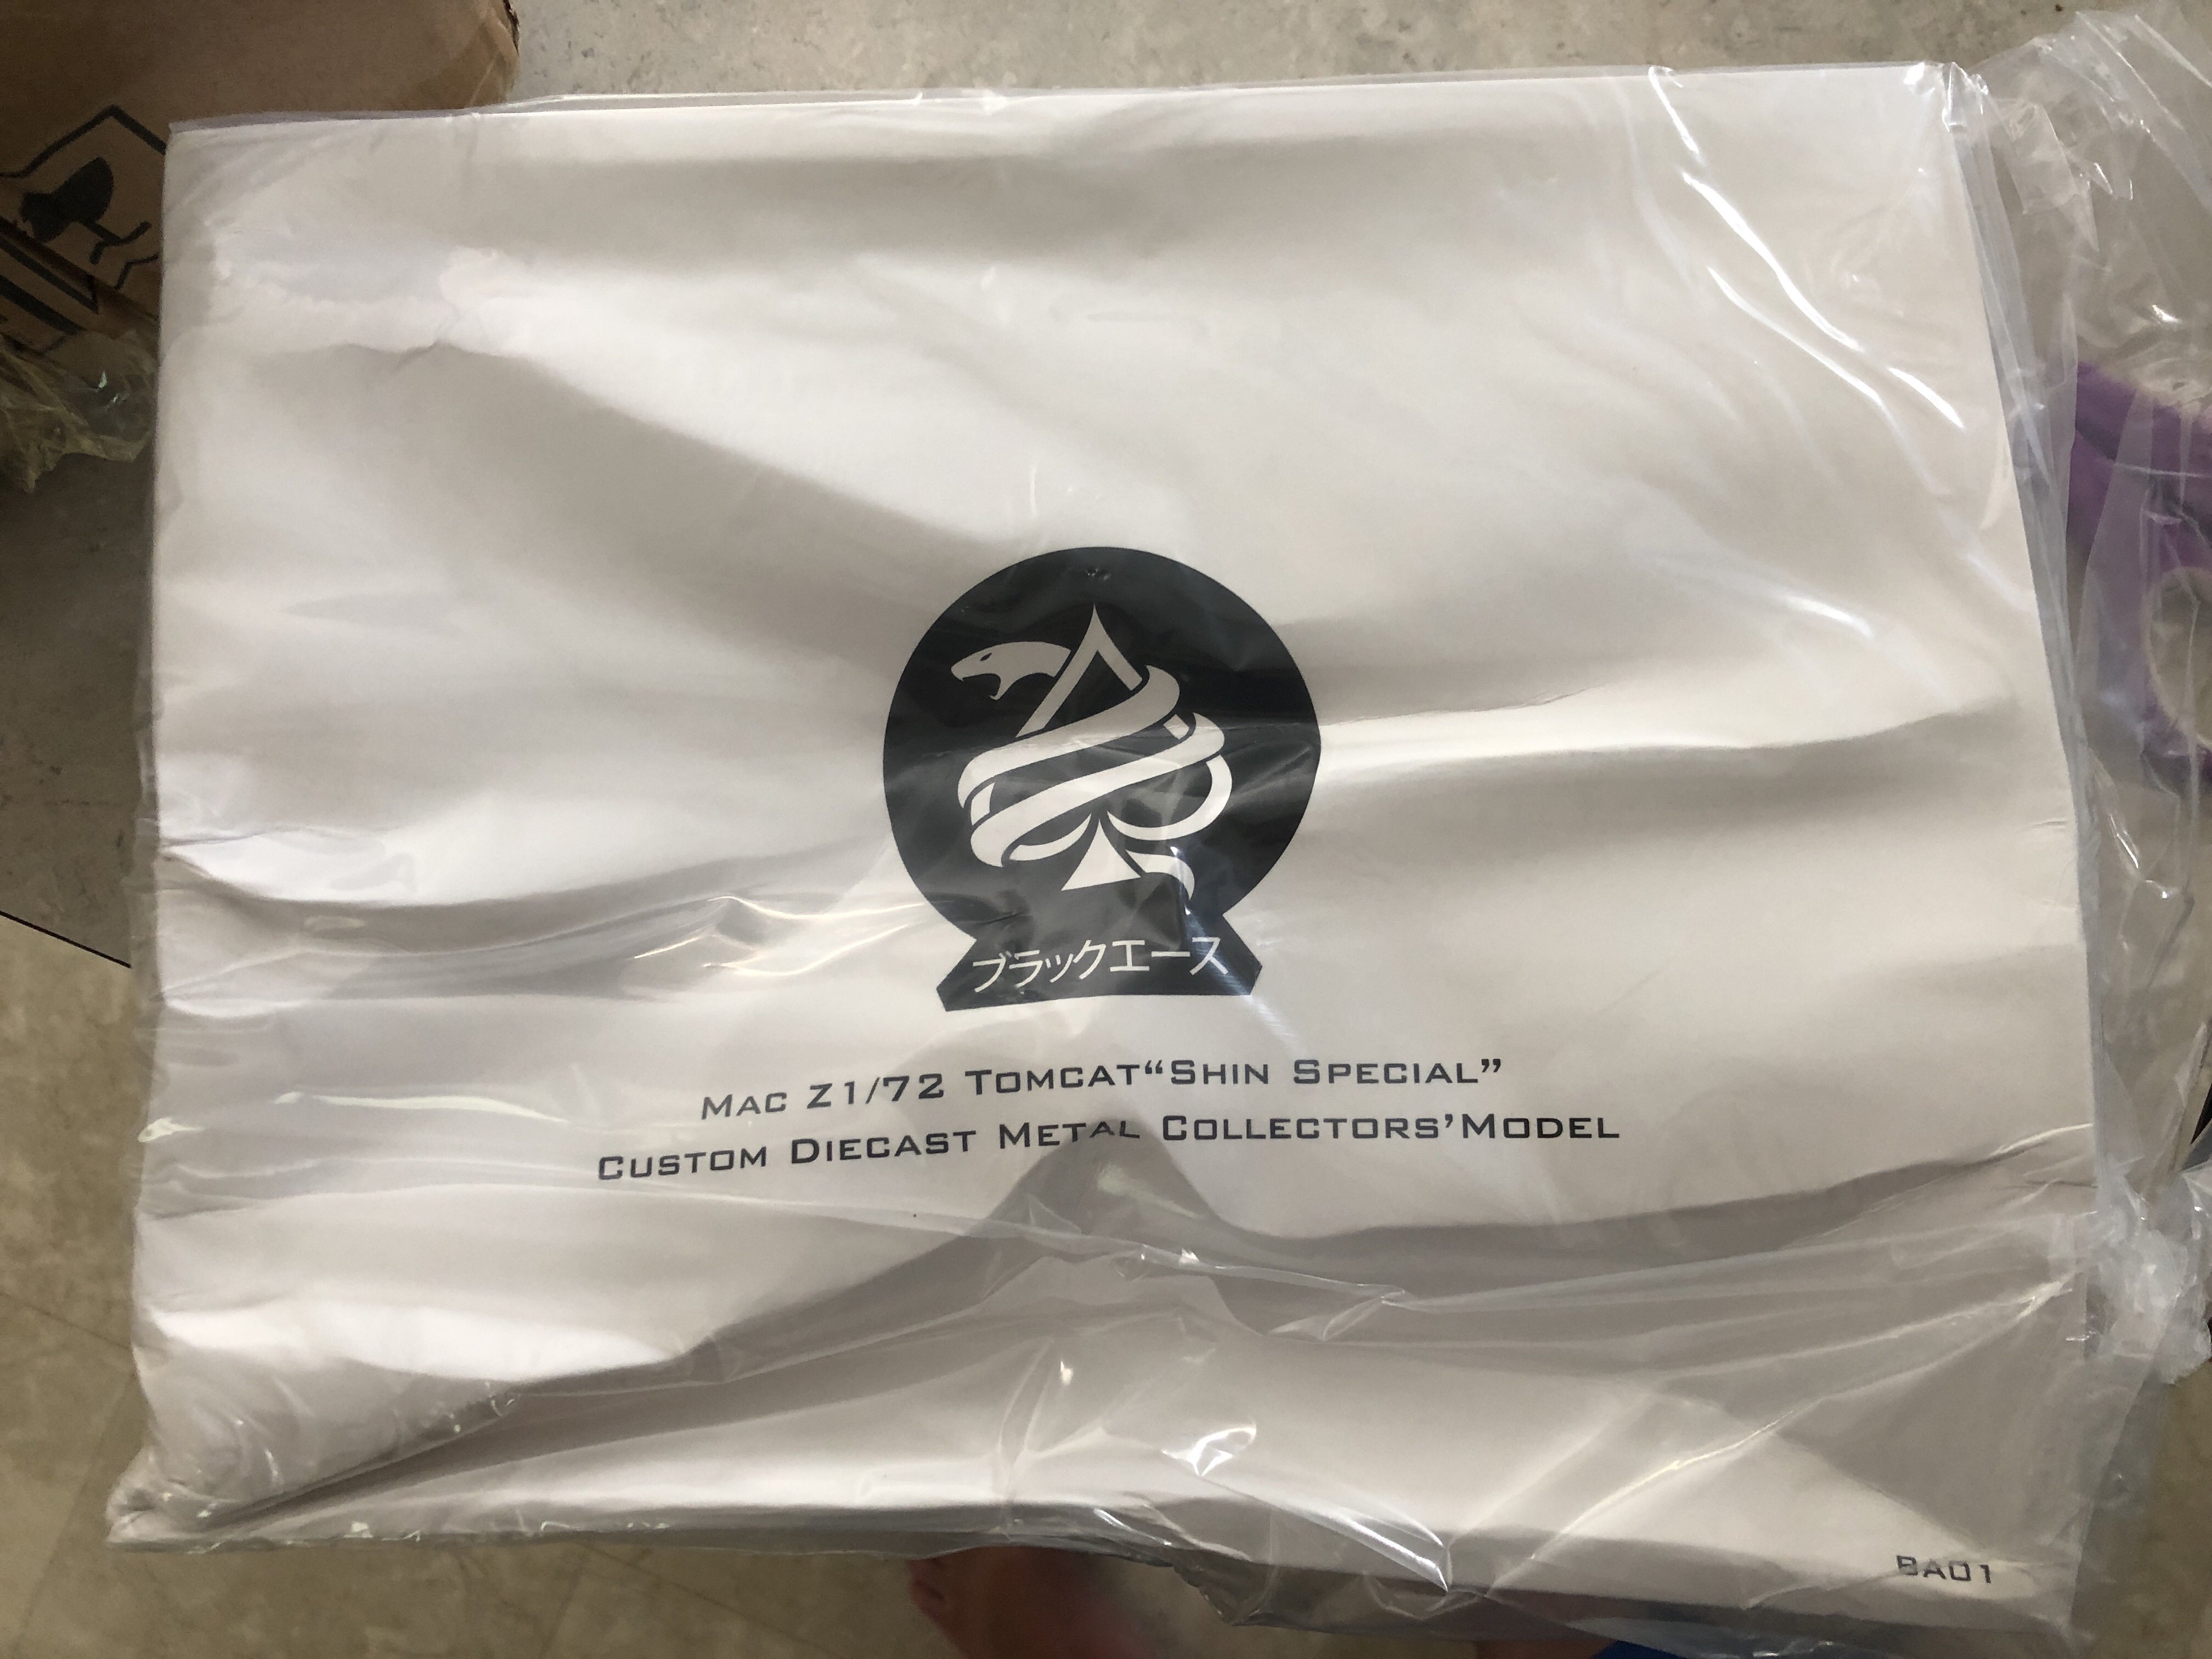 ブラックエース
Mac Z1/72 Tomcat“Shin Special”
Custom Diecast Metal Collectors’Model
BA01